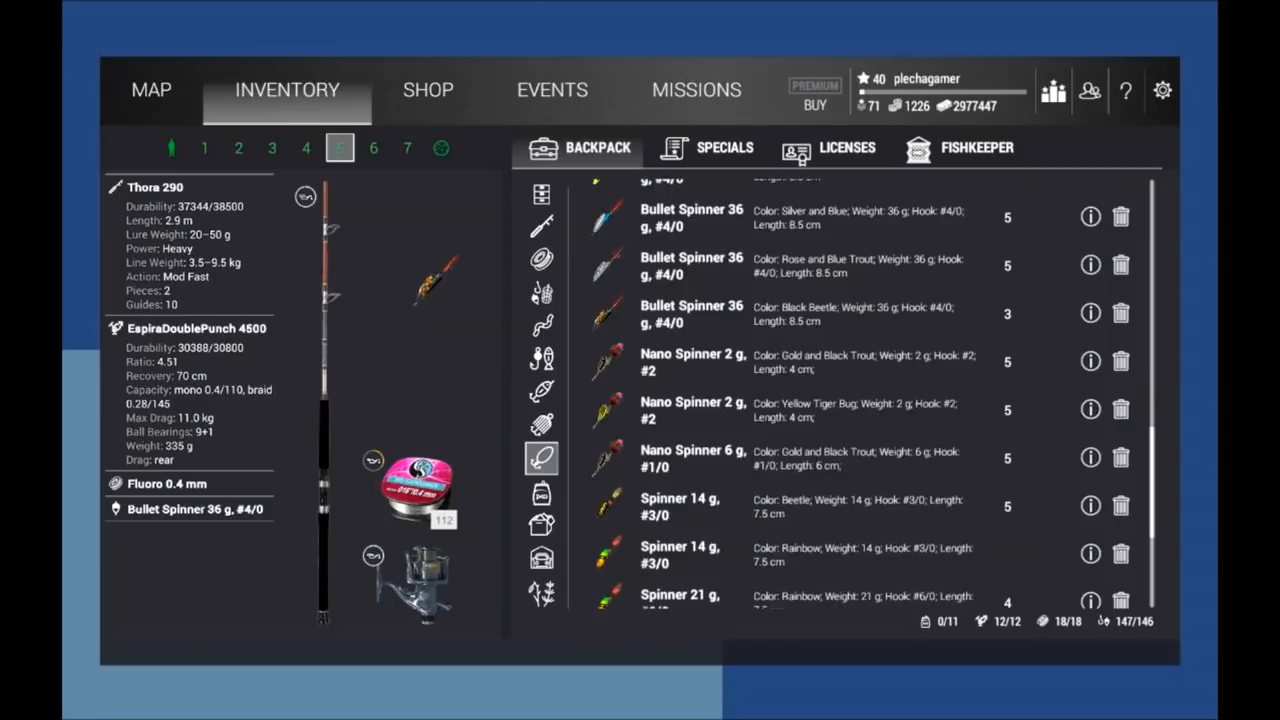 MAP
INVENTORY
SHOP
EVENTS
MISSIONS
PREMIUM
BUY
40 plechagamer
71 1226 2977447
?
1 2 3 4 5 6 7
BACKPACK
SPECIALS
LICENSES
FISHKEEPER
Thora 290
Durability: 37344/38500
Length: 2.9 m
Lure Weight: 20–50 g
Power: Heavy
Line Weight: 3.5–9.5 kg
Action: Mod Fast
Pieces: 2
Guides: 10
EspiraDoublePunch 4500
Durability: 30388/30800
Ratio: 4.51
Recovery: 70 cm
Capacity: mono 0.4/110, braid
0.28/145
Max Drag: 11.0 kg
Ball Bearings: 9+1
Weight: 335 g
Drag: rear
Fluoro 0.4 mm
Bullet Spinner 36 g, #4/0
112
g, #4/0
Bullet Spinner 36
g, #4/0
Color: Silver and Blue; Weight: 36 g; Hook: #4/0;
Length: 8.5 cm
5
Bullet Spinner 36
g, #4/0
Color: Rose and Blue Trout; Weight: 36 g; Hook:
#4/0; Length: 8.5 cm
5
Bullet Spinner 36
g, #4/0
Color: Black Beetle; Weight: 36 g; Hook: #4/0;
Length: 8.5 cm
3
Nano Spinner 2 g,
#2
Color: Gold and Black Trout; Weight: 2 g; Hook: #2;
Length: 4 cm;
5
Nano Spinner 2 g,
#2
Color: Yellow Tiger Bug; Weight: 2 g; Hook: #2;
Length: 4 cm;
5
Nano Spinner 6 g,
#1/0
Color: Gold and Black Trout; Weight: 6 g; Hook:
#1/0; Length: 6 cm;
5
Spinner 14 g,
#3/0
Color: Beetle; Weight: 14 g; Hook: #3/0; Length:
7.5 cm
5
Spinner 14 g,
#3/0
Color: Rainbow; Weight: 14 g; Hook: #3/0; Length:
7.5 cm
5
Spinner 21 g,
Color: Rainbow; Weight: 21 g; Hook: #6/0; Length:
4
0/11 12/12 18/18 147/146